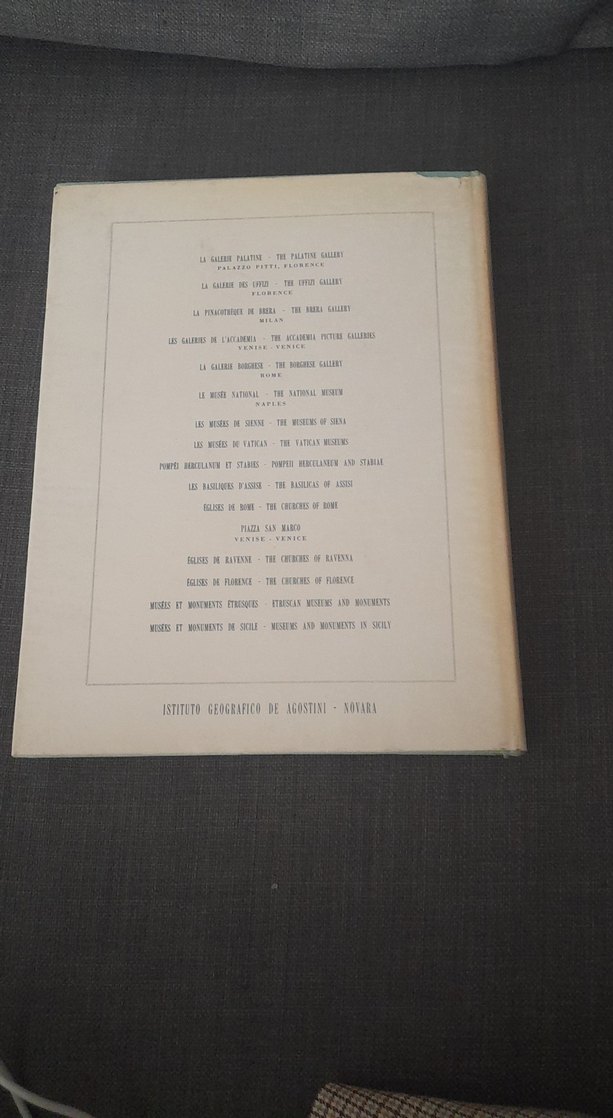 LA GALERIE PALATINE - THE PALATINE GALLERY
PALAZZO PITTI, FLORENCE
LA GALERIE DES UFFIZI - THE UFFIZI GALLERY
FLORENCE
LA PINACOTHÈQUE DE BRERA - THE BRERA GALLERY
MILAN
LES GALERIES DE L'ACCADEMIA - THE ACCADEMIA PICTURE GALLERIES
VENISE - VENICE
LA GALERIE BORGHESE - THE BORGHESE GALLERY
ROME
LE MUSÉE NATIONAL - THE NATIONAL MUSEUM
NAPLES
LES MUSÉES DE SIENNE - THE MUSEUMS OF SIENA
LES MUSÉES DU VATICAN - THE VATICAN MUSEUMS
POMPÉI HERCULANUM ET STABIES - POMPEII HERCULANEUM AND STABIAE
LES BASILIQUES D'ASSISE - THE BASILICAS OF ASSISI
ÉGLISES DE ROME - THE CHURCHES OF ROME
PIAZZA SAN MARCO
VENISE - VENICE
ÉGLISES DE RAVENNE - THE CHURCHES OF RAVENNA
ÉGLISES DE FLORENCE - THE CHURCHES OF FLORENCE
MUSÉES ET MONUMENTS ÉTRUSQUES - ETRUSCAN MUSEUMS AND MONUMENTS
MUSÉES ET MONUMENTS DE SICILE - MUSEUMS AND MONUMENTS IN SICILY
ISTITUTO GEOGRAFICO DE AGOSTINI - NOVARA